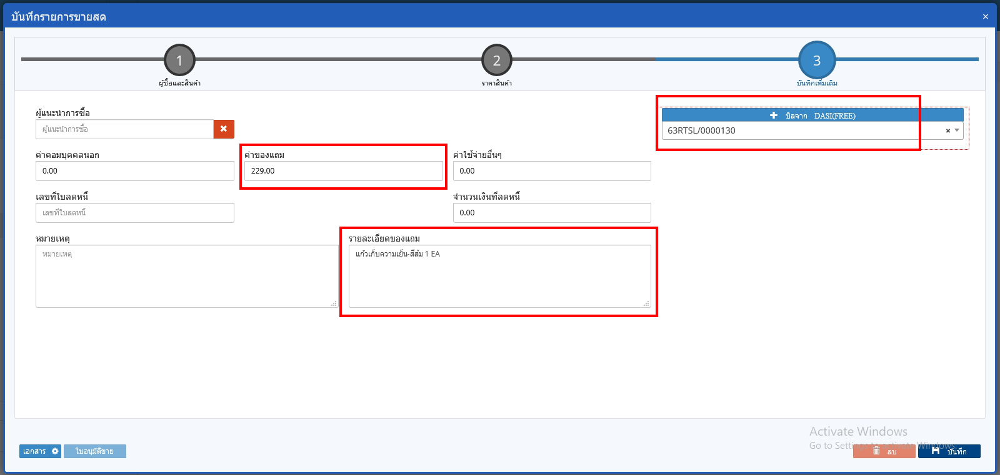 บันทึกรายการขายสด
×
1
2
3
ผู้ซื้อและสินค้า
ราคาสินค้า
บันทึกเพิ่มเติม
ผู้แนะนำการซื้อ
ผู้แนะนำการซื้อ
บิลจาก DASI(FREE)
63RTSL/0000130
ค่าคอมบุคคลนอก
ค่าของแถม
ค่าใช้จ่ายอื่นๆ
0.00
229.00
0.00
เลขที่ใบลดหนี้
จำนวนเงินที่ลดหนี้
เลขที่ใบลดหนี้
0.00
หมายเหตุ
รายละเอียดของแถม
หมายเหตุ
แก้วเก็บความเย็น-สีส้ม 1 EA
Activate Windows
Go to Settings to activate Windows.
เอกสาร
ใบอนุมัติขาย
ลบ
บันทึก